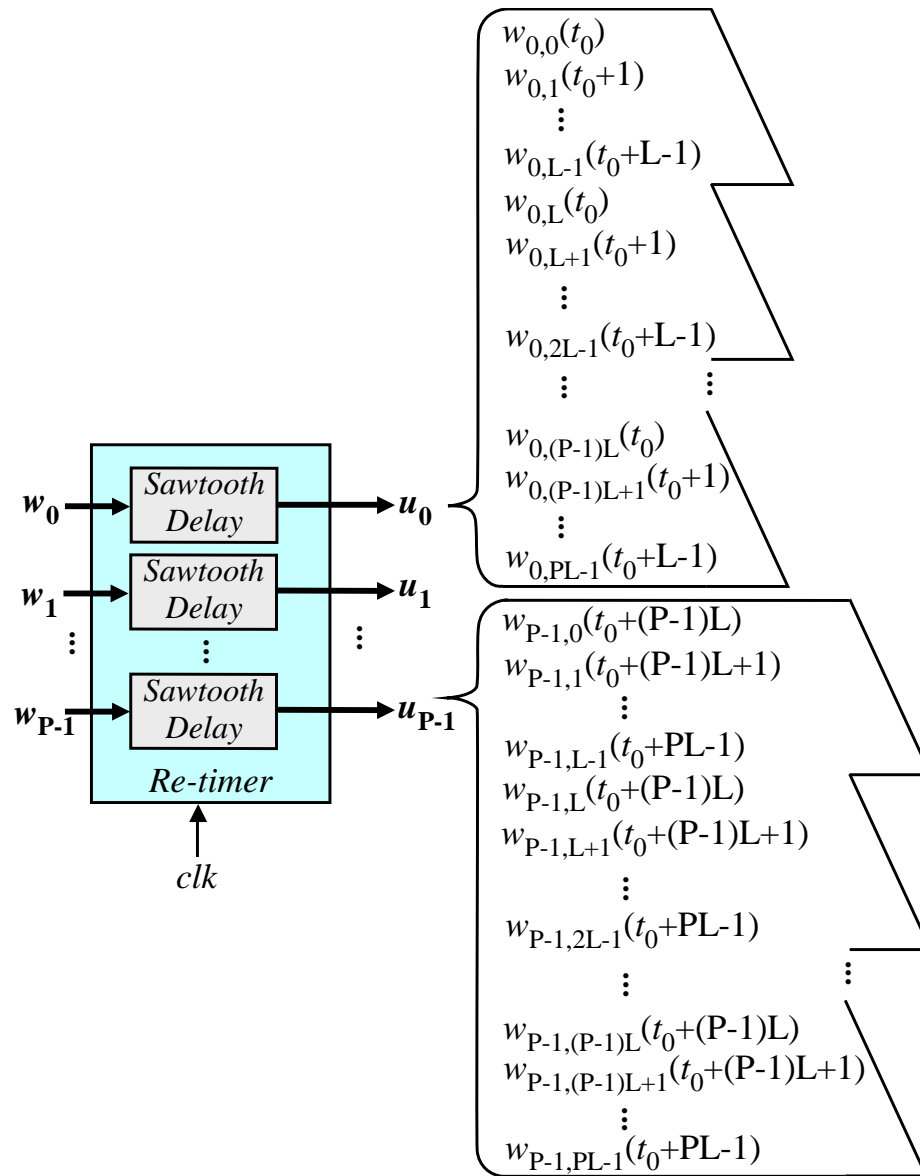 w0,0(t0)
w0,1(t0+1)
⋮
w0,L-1(t0+L-1)
w0,L(t0)
w0,L+1(t0+1)
⋮
w0,2L-1(t0+L-1)
⋮ ⋮
w0,(P-1)L(t0)
w0,(P-1)L+1(t0+1)
⋮
w0,PL-1(t0+L-1)
w0
Sawtooth
Delay
u0
w1
Sawtooth
Delay
u1
⋮ ⋮ ⋮
wP-1
Sawtooth
Delay
uP-1
Re-timer
clk
wP-1,0(t0+(P-1)L)
wP-1,1(t0+(P-1)L+1)
⋮
wP-1,L-1(t0+PL-1)
wP-1,L(t0+(P-1)L)
wP-1,L+1(t0+(P-1)L+1)
⋮
wP-1,2L-1(t0+PL-1)
⋮ ⋮
wP-1,(P-1)L(t0+(P-1)L)
wP-1,(P-1)L+1(t0+(P-1)L+1)
⋮
wP-1,PL-1(t0+PL-1)